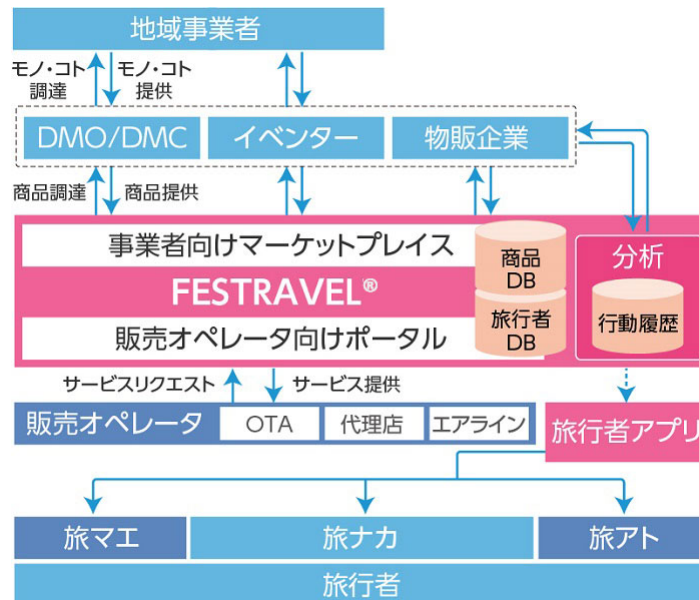 地域事業者
モノ・コト
調達
モノ・コト
提供
DMO/DMC
イベンター
物販企業
商品調達
商品提供
事業者向けマーケットプレイス
FESTRAVEL®
販売オペレータ向けポータル
商品
DB
旅行者
DB
分析
行動履歴
サービスリクエスト
サービス提供
販売オペレータ
OTA
代理店
エアライン
旅行者アプリ
旅マエ
旅ナカ
旅アト
旅行者